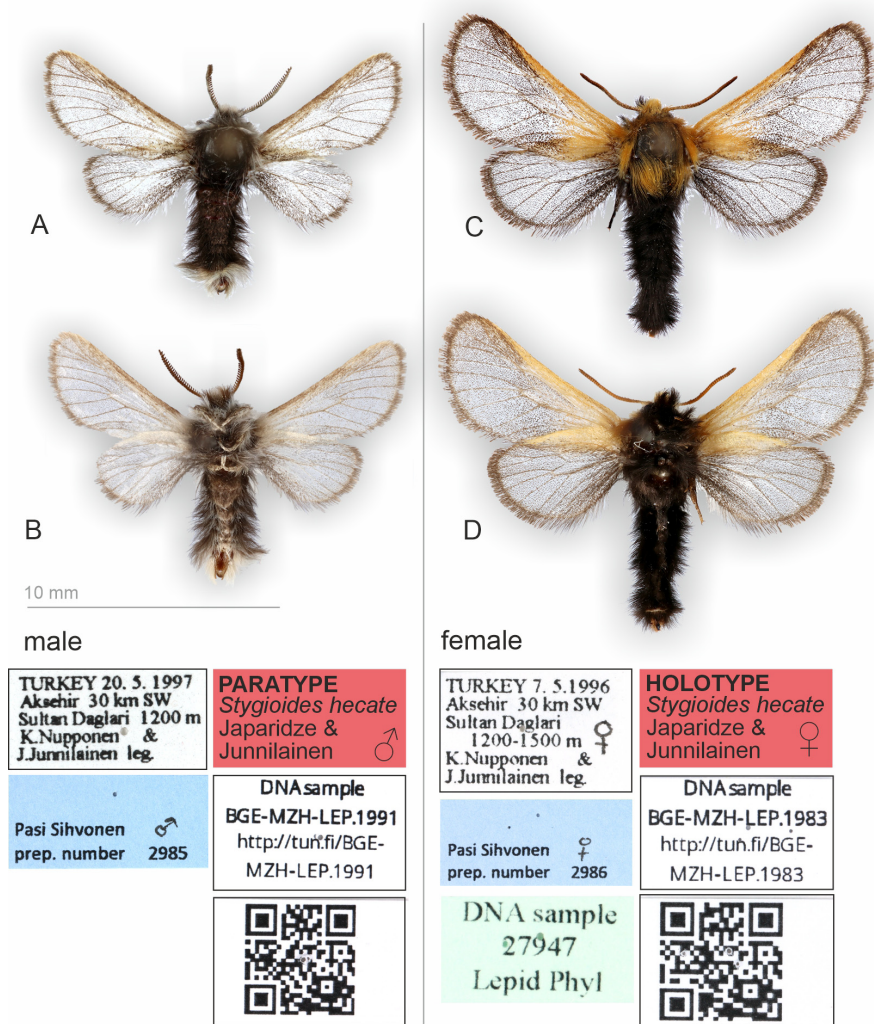 A
B
10 mm
male
TURKEY 20. 5. 1997
Aksehir 30 km SW
Sultan Daglari 1200 m
K.Nupponen &
J.Junnilainen leg.
PARATYPE
Stygioides hecate
Japaridze &
Junnilainen ♂
Pasi Sihvonen ♂
prep. number 2985
DNA sample
BGE-MZH-LEP.1991
http://tun.fi/BGE-
MZH-LEP.1991
C
D
female
TURKEY 7. 5.1996
Aksehir 30 km SW
Sultan Daglari
1200-1500 m ♀
K.Nupponen &
J.Junnilainen leg.
HOLOTYPE
Stygioides hecate
Japaridze &
Junnilainen ♀
Pasi Sihvonen ♀
prep. number 2986
DNA sample
BGE-MZH-LEP.1983
http://tun.fi/BGE-
MZH-LEP.1983
DNA sample
27947
Lepid Phyl